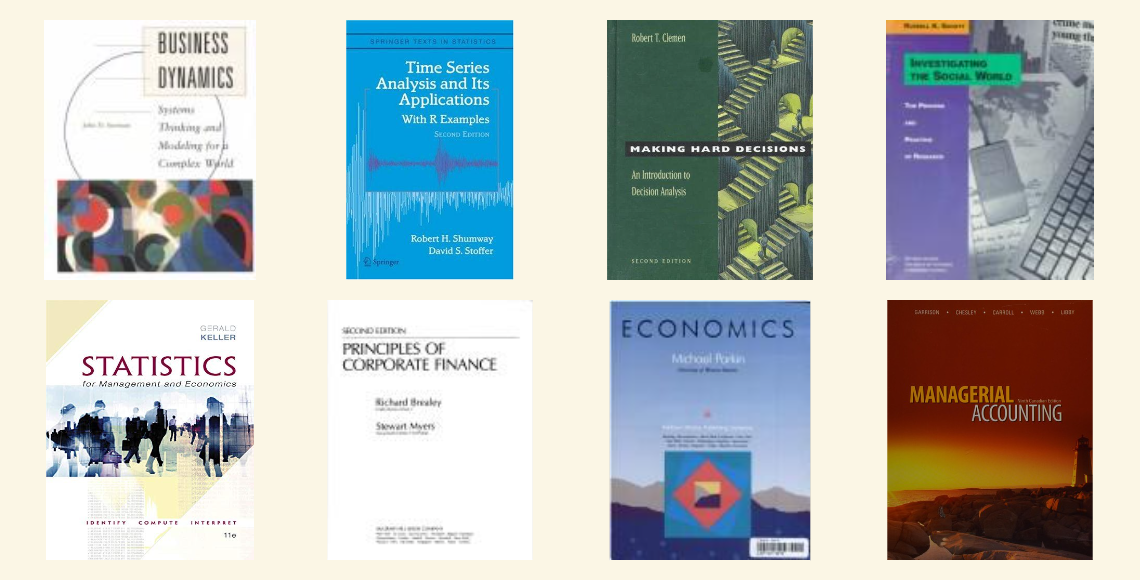 BUSINESS
DYNAMICS
Systems
Thinking and
Modeling for a
Complex World
SPRINGER TEXTS IN STATISTICS
Time Series
Analysis and Its
Applications
With R Examples
SECOND EDITION
Robert H. Shumway
David S. Stoffer
Springer
Robert T. Clemen
MAKING HARD DECISIONS
An Introduction to
Decision Analysis
SECOND EDITION
INVESTIGATING
THE SOCIAL WORLD
THE PROCESS
AND
PRACTICE
OF RESEARCH
GERALD
KELLER
STATISTICS
for Management and Economics
IDENTIFY COMPUTE INTERPRET
11e
SECOND EDITION
PRINCIPLES OF
CORPORATE FINANCE
Richard Brealey
Stewart Myers
ECONOMICS
Michael Parkin
GARRISON • CHESLEY • CARROLL • WEBB • LIBBY
MANAGERIAL
Ninth Canadian Edition
ACCOUNTING